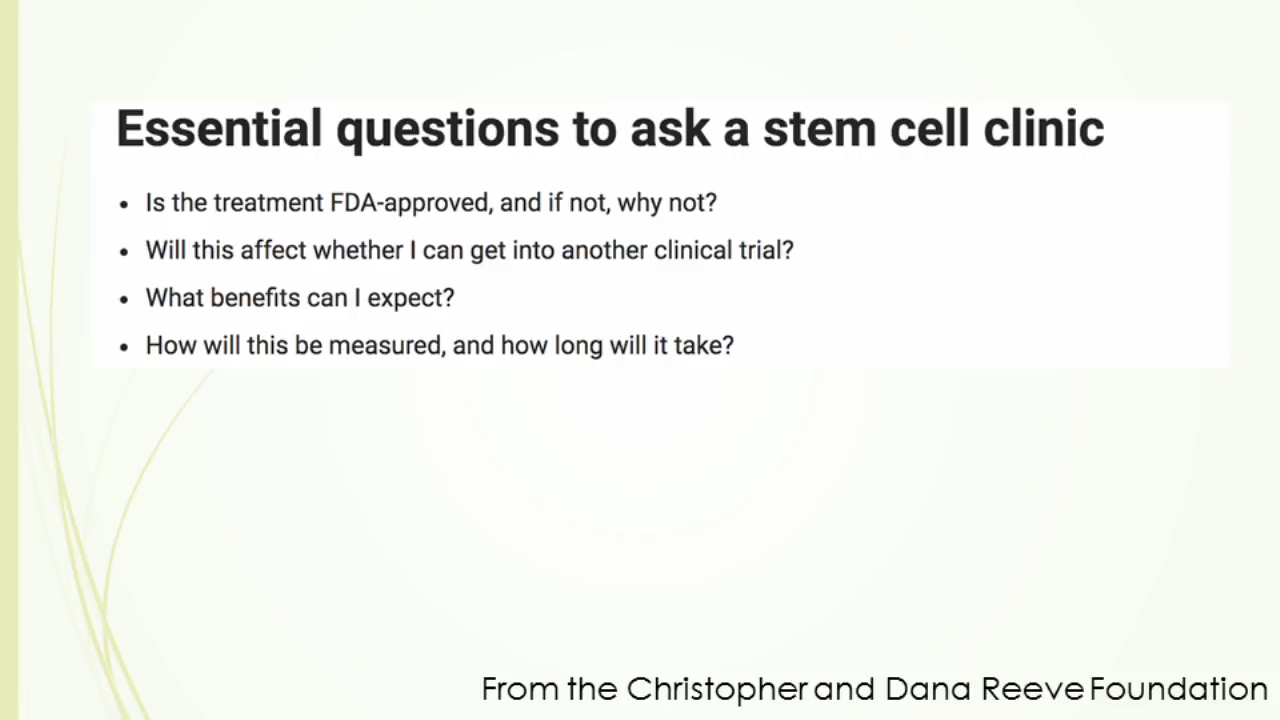 Essential questions to ask a stem cell clinic
• Is the treatment FDA-approved, and if not, why not?
• Will this affect whether I can get into another clinical trial?
• What benefits can I expect?
• How will this be measured, and how long will it take?
From the Christopher and Dana Reeve Foundation